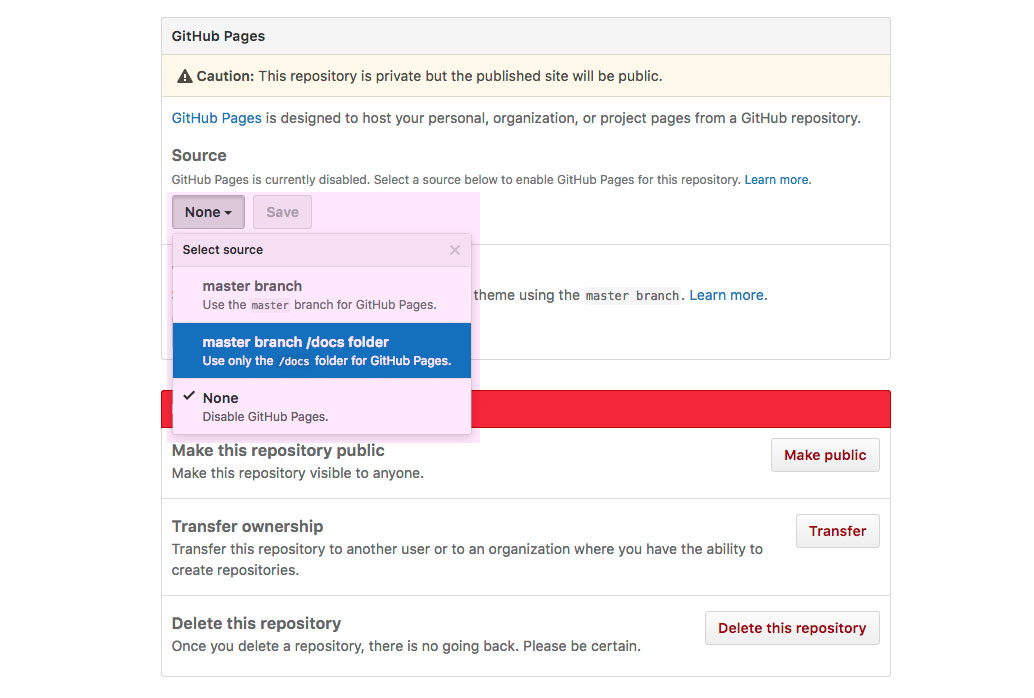 GitHub Pages
Caution: This repository is private but the published site will be public.
GitHub Pages is designed to host your personal, organization, or project pages from a GitHub repository.
Source
GitHub Pages is currently disabled. Select a source below to enable GitHub Pages for this repository. Learn more.
None
Save
Select source
master branch
Use the master branch for GitHub Pages.
theme using the master branch. Learn more.
master branch /docs folder
Use only the /docs folder for GitHub Pages.
None
Disable GitHub Pages.
Make this repository public
Make this repository visible to anyone.
Make public
Transfer ownership
Transfer this repository to another user or to an organization where you have the ability to
create repositories.
Transfer
Delete this repository
Once you delete a repository, there is no going back. Please be certain.
Delete this repository